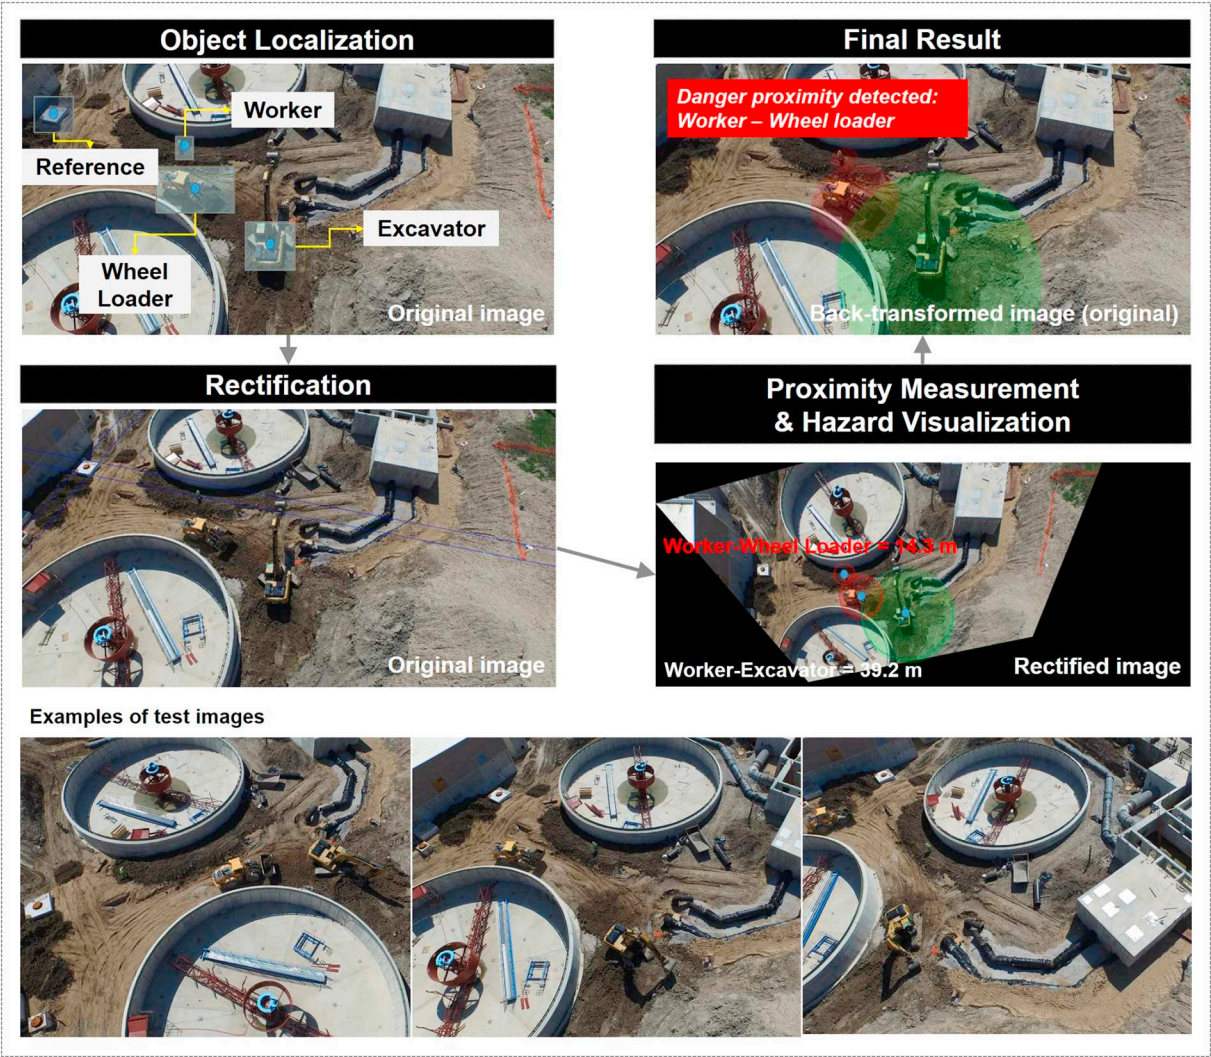 Object Localization
Worker
Reference
Excavator
Wheel
Loader
Original image
Rectification
Original image
Final Result
Danger proximity detected:
Worker – Wheel loader
Back-transformed image (original)
Proximity Measurement
& Hazard Visualization
Worker-Wheel Loader = 14.3 m
Worker-Excavator = 39.2 m
Rectified image
Examples of test images